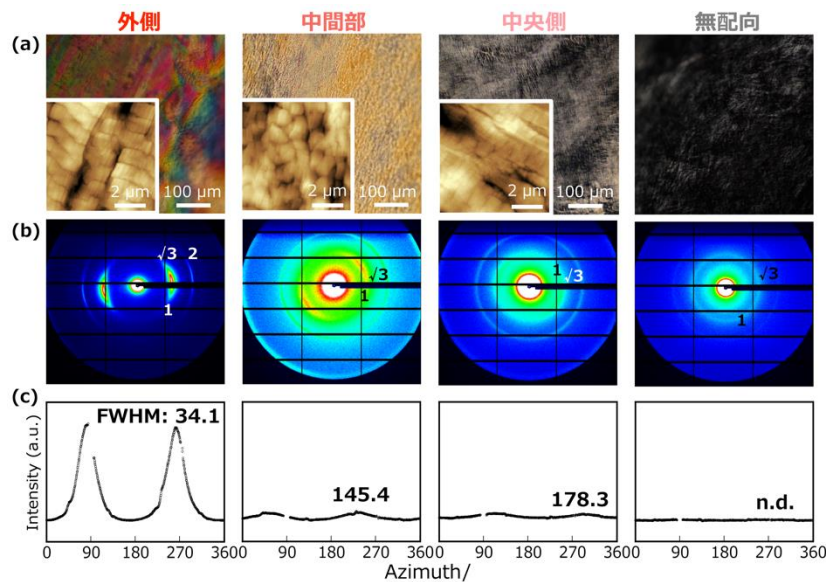 外側 中間部 中央側 無配向
(a)
2 μm 100 μm 2 μm 100 μm 2 μm 100 μm
(b)
√3 2
1
√3
1
1
√3
√3
1
(c)
FWHM: 34.1
145.4
178.3
n.d.
Intensity (a.u.)
0 90 180 270 360 90 180 270 360 90 180 270 360 90 180 270 360
Azimuth/